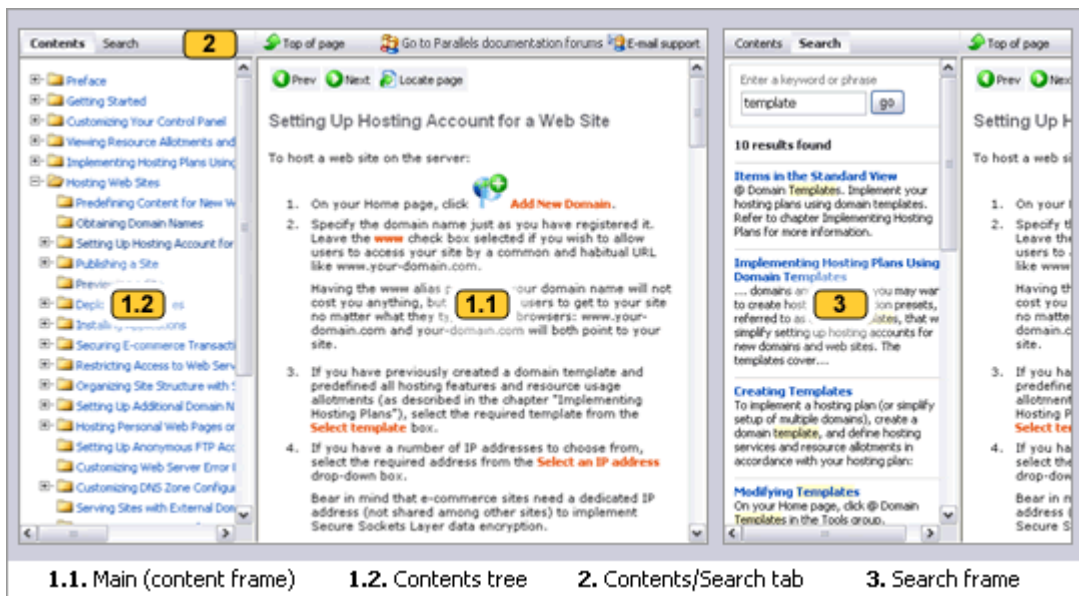 Contents Search 2 Top of page Go to Parallels documentation forums E-mail support
Preface
Getting Started
Customizing Your Control Panel
Viewing Resource Allotments and
Implementing Hosting Plans Using
Hosting Web Sites
Predefining Content for New W
Obtaining Domain Names
Setting Up Hosting Account for
Publishing a Site
1.2
Installing
Securing E-commerce Transacti
Restricting Access to Web Serv
Organizing Site Structure with S
Setting Up Additional Domain N
Hosting Personal Web Pages or
Setting Up Anonymous FTP Acc
Customizing Web Server Error
Customizing DNS Zone Configur
Serving Sites with External Dom
Prev Next Locate page
Setting Up Hosting Account for a Web Site
To host a web site on the server:
1. On your Home page, click Add New Domain.
2. Specify the domain name just as you have registered it.
Leave the www check box selected if you wish to allow
users to access your site by a common and habitual URL
like www.your-domain.com.
Having the www alias our domain name will not
cost you anything, but 1.1 users to get to your site
no matter what they browsers: www.your-
domain.com and your-domain.com will both point to your
site.
3. If you have previously created a domain template and
predefined all hosting features and resource usage
allotments (as described in the chapter "Implementing
Hosting Plans"), select the required template from the
Select template box.
4. If you have a number of IP addresses to choose from,
select the required address from the Select an IP address
drop-down box.
Bear in mind that e-commerce sites need a dedicated IP
address (not shared among other sites) to implement
Secure Sockets Layer data encryption.
Contents Search Top of page
Enter a keyword or phrase
template go
10 results found
Items in the Standard View
@ Domain Templates. Implement your
hosting plans using domain templates.
Refer to chapter Implementing Hosting
Plans for more information.
Implementing Hosting Plans Using
Domain Templates
.... domains you may war
to create host on presets,
referred to as 3 that w
simplify setting up hosting accounts for
new domains and web sites. The
templates cover....
Creating Templates
To implement a hosting plan (or simplify
setup of multiple domains), create a
domain template, and define hosting
services and resource allotments in
accordance with your hosting plan:
Modifying Templates
On your Home page, click @ Domain
Templates in the Tools group.
Prev Nex
Setting Up H
To host a web si
1. On your
2. Specify t
Leave the
users to
like www
Having th
cost you
no matte
domain.c
site.
3. If you ha
predefine
allotment
Hosting P
Select te
4. If you ha
select the
drop-dow
Bear in m
address (
Secure S
1.1. Main (content frame) 1.2. Contents tree 2. Contents/Search tab 3. Search frame